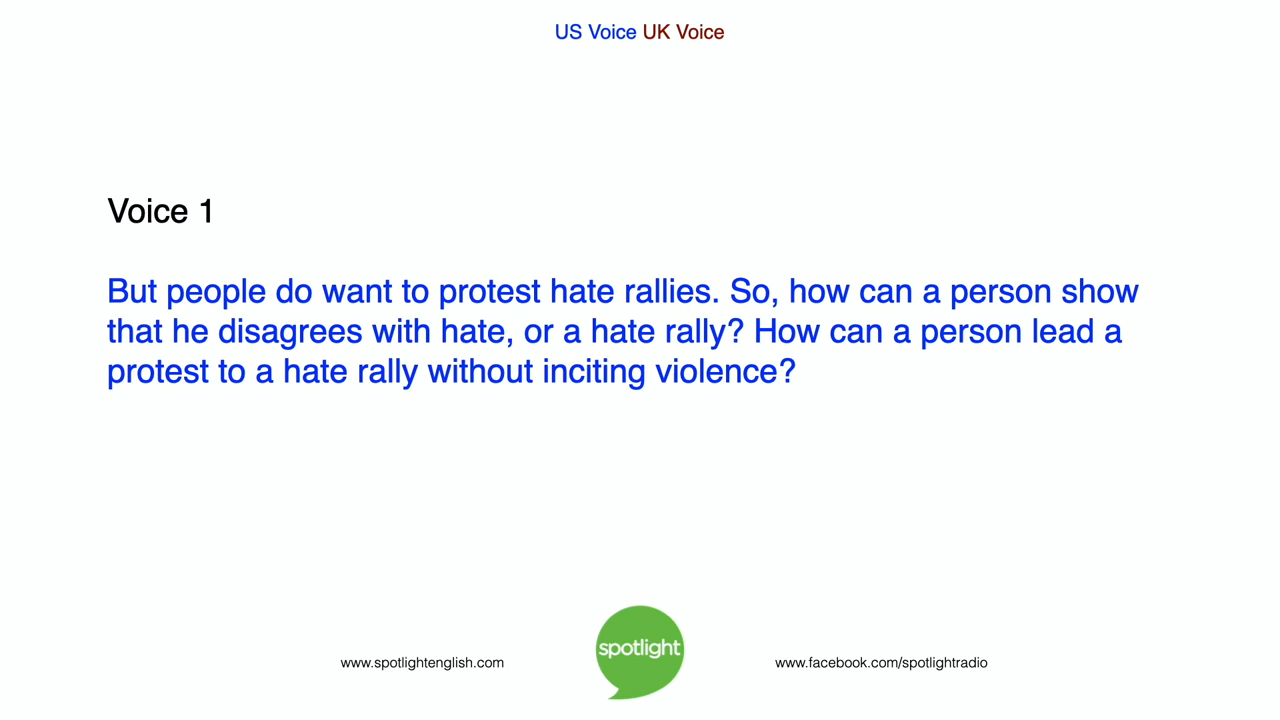 US Voice UK Voice
Voice 1
But people do want to protest hate rallies. So, how can a person show
that he disagrees with hate, or a hate rally? How can a person lead a
protest to a hate rally without inciting violence?
spotlight
www.spotlightenglish.com
www.facebook.com/spotlightradio